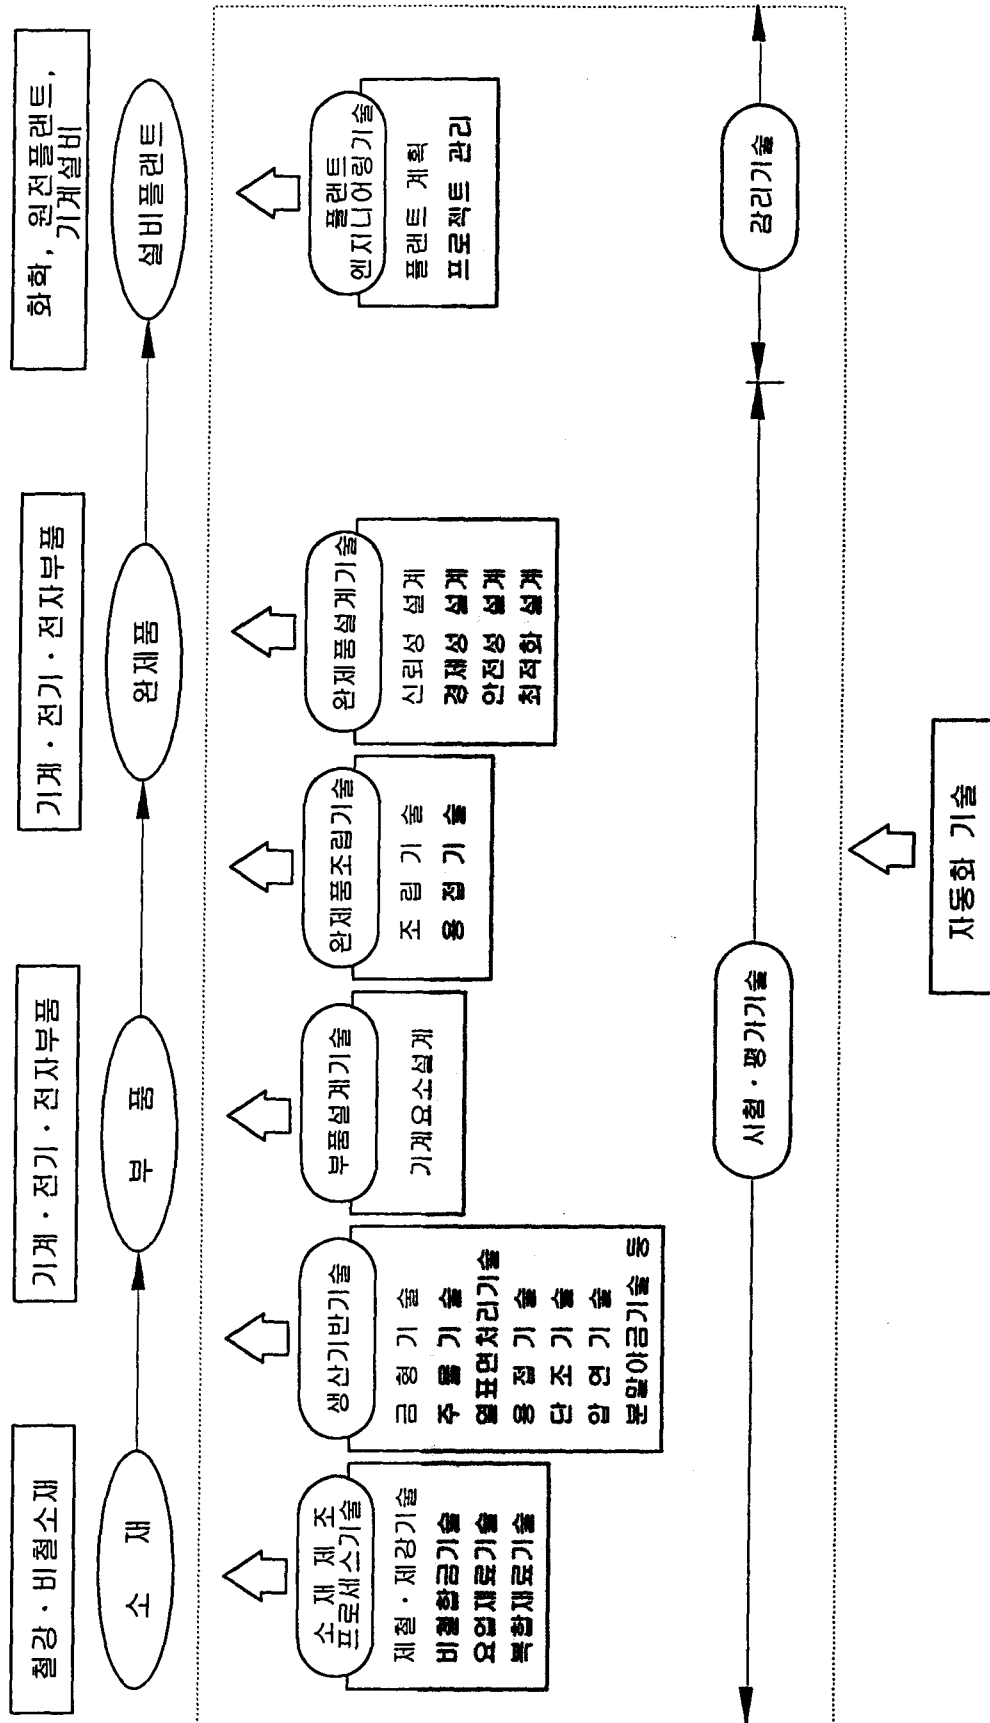 철강・비철소재
기계・전기・전자부품
기계・전기・전자부품
화학, 원전플랜트,
기계설비
소 재
부 품
완제품
설비플랜트
소 재 제 조
프로세스기술
제철・제강기술
비철합금기술
요업재료기술
복합재료기술
생산기반기술
금 형 기 술
주 물 기 술
열표면처리기술
용 접 기 술
단 조 기 술
압 연 기 술
분말야금기술 등
부품설계기술
기계요소설계
완제품조립기술
조 립 기 술
용 접 기 술
완제품설계기술
신뢰성 설계
경제성 설계
안전성 설계
최적화 설계
플랜트
엔지니어링기술
플랜트 계획
프로젝트 관리
시험・평가기술
감리기술
자동화 기술